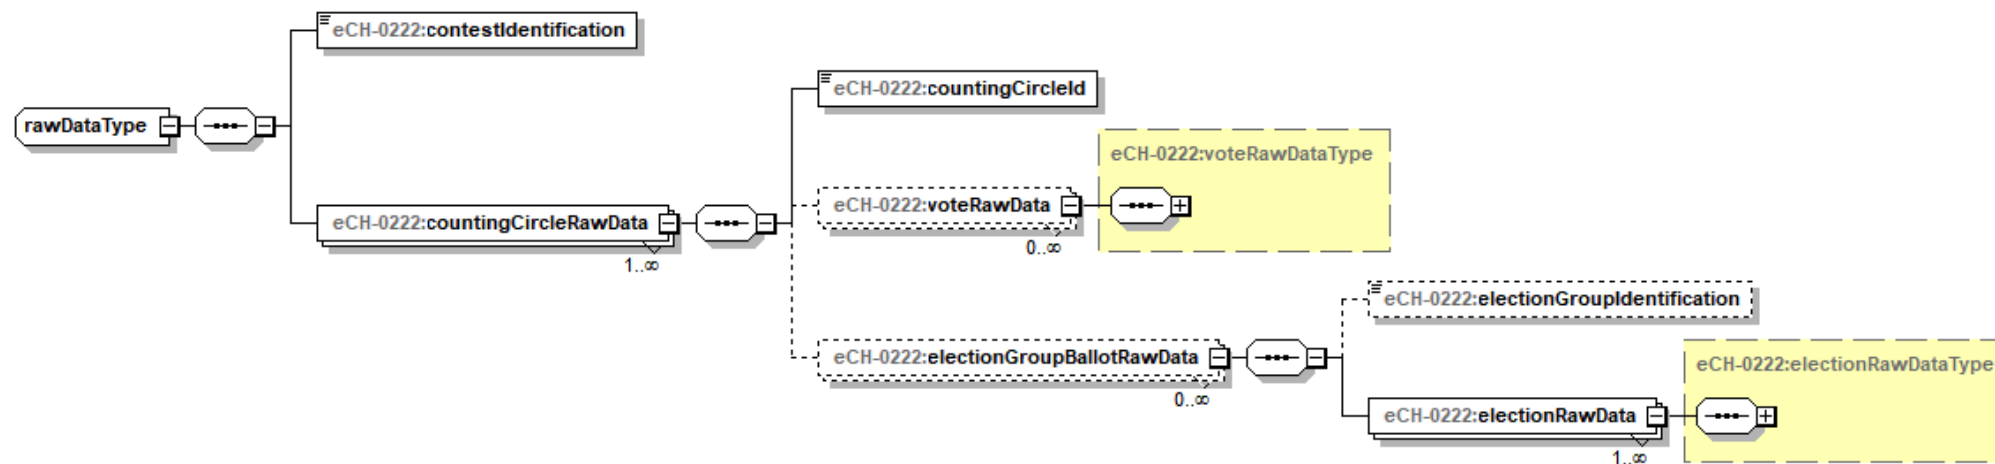 eCH-0222:contestIdentification
eCH-0222:countingCircleId
rawDataType
eCH-0222:voteRawDataType
eCH-0222:voteRawData
0..∞
eCH-0222:countingCircleRawData
1..∞
eCH-0222:electionGroupIdentification
eCH-0222:electionGroupBallotRawData
0..∞
eCH-0222:electionRawDataType
eCH-0222:electionRawData
1..∞